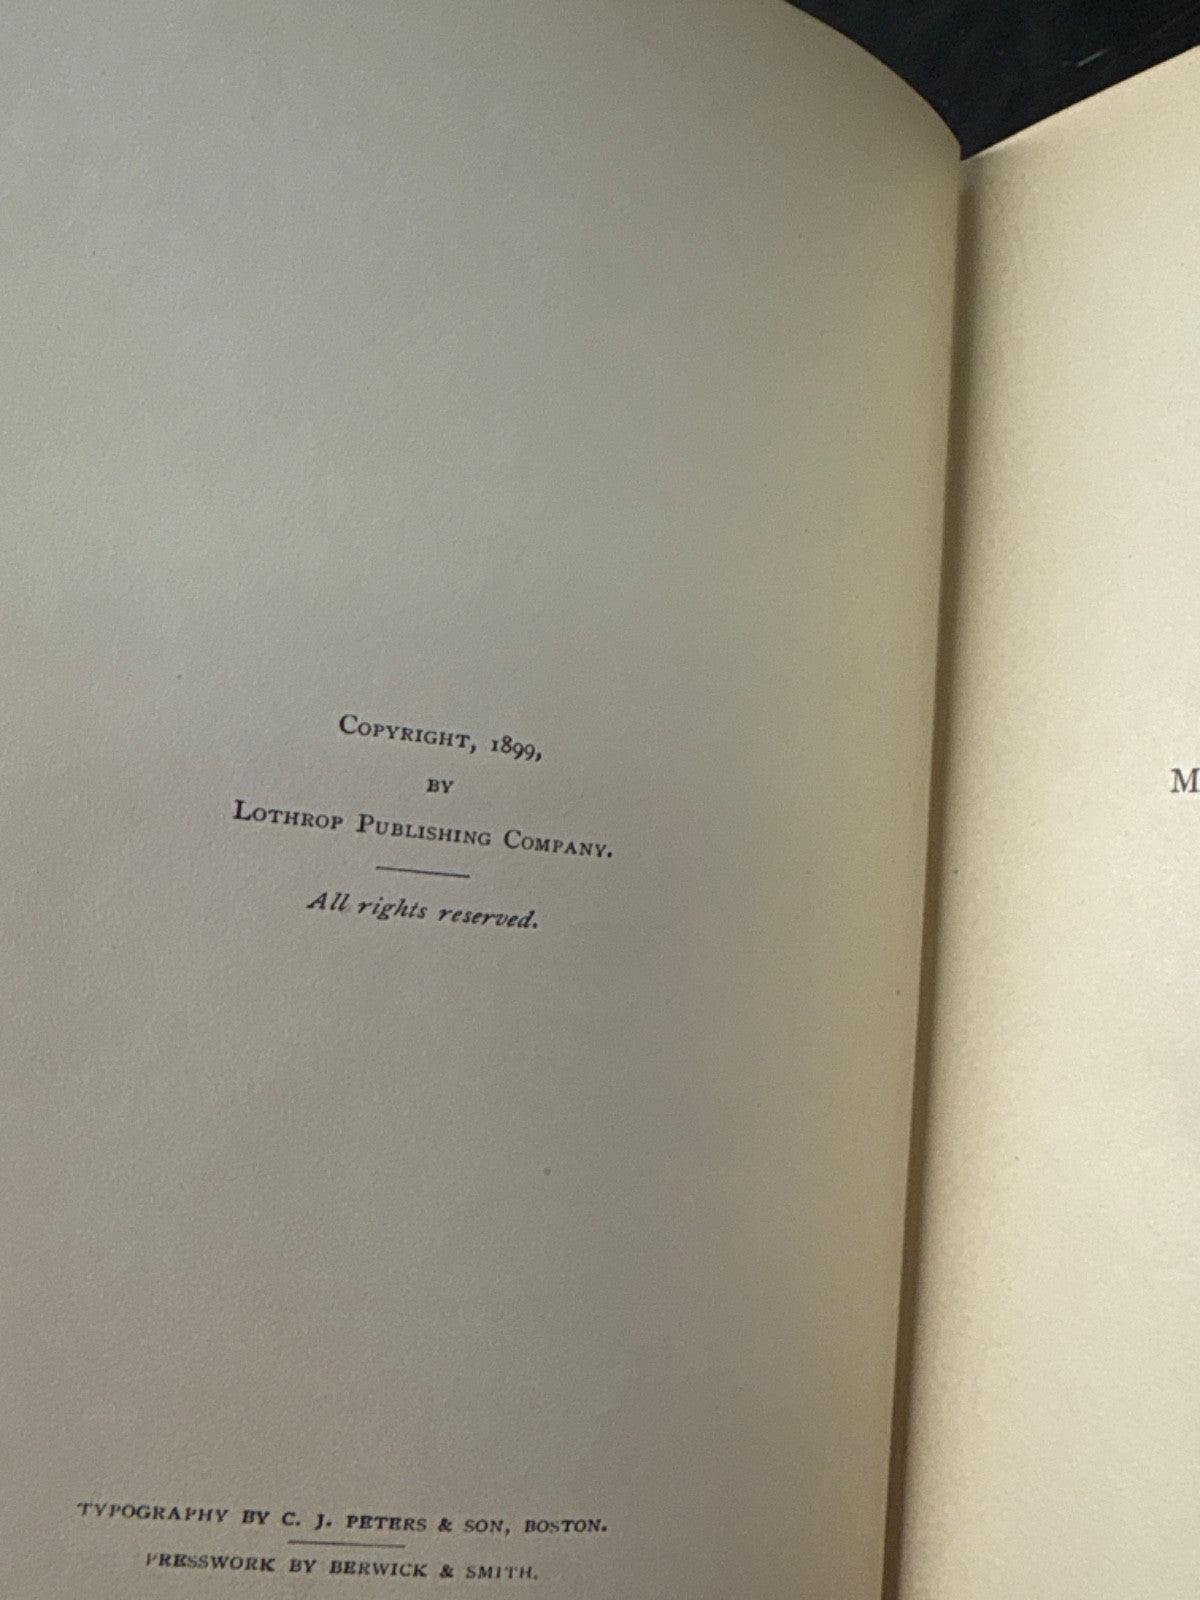 Copyright, 1899,
BY
Lothrop Publishing Company.
All rights reserved.
TYPOGRAPHY BY C. J. PETERS & SON, BOSTON.
PRESSWORK BY BERWICK & SMITH.
M